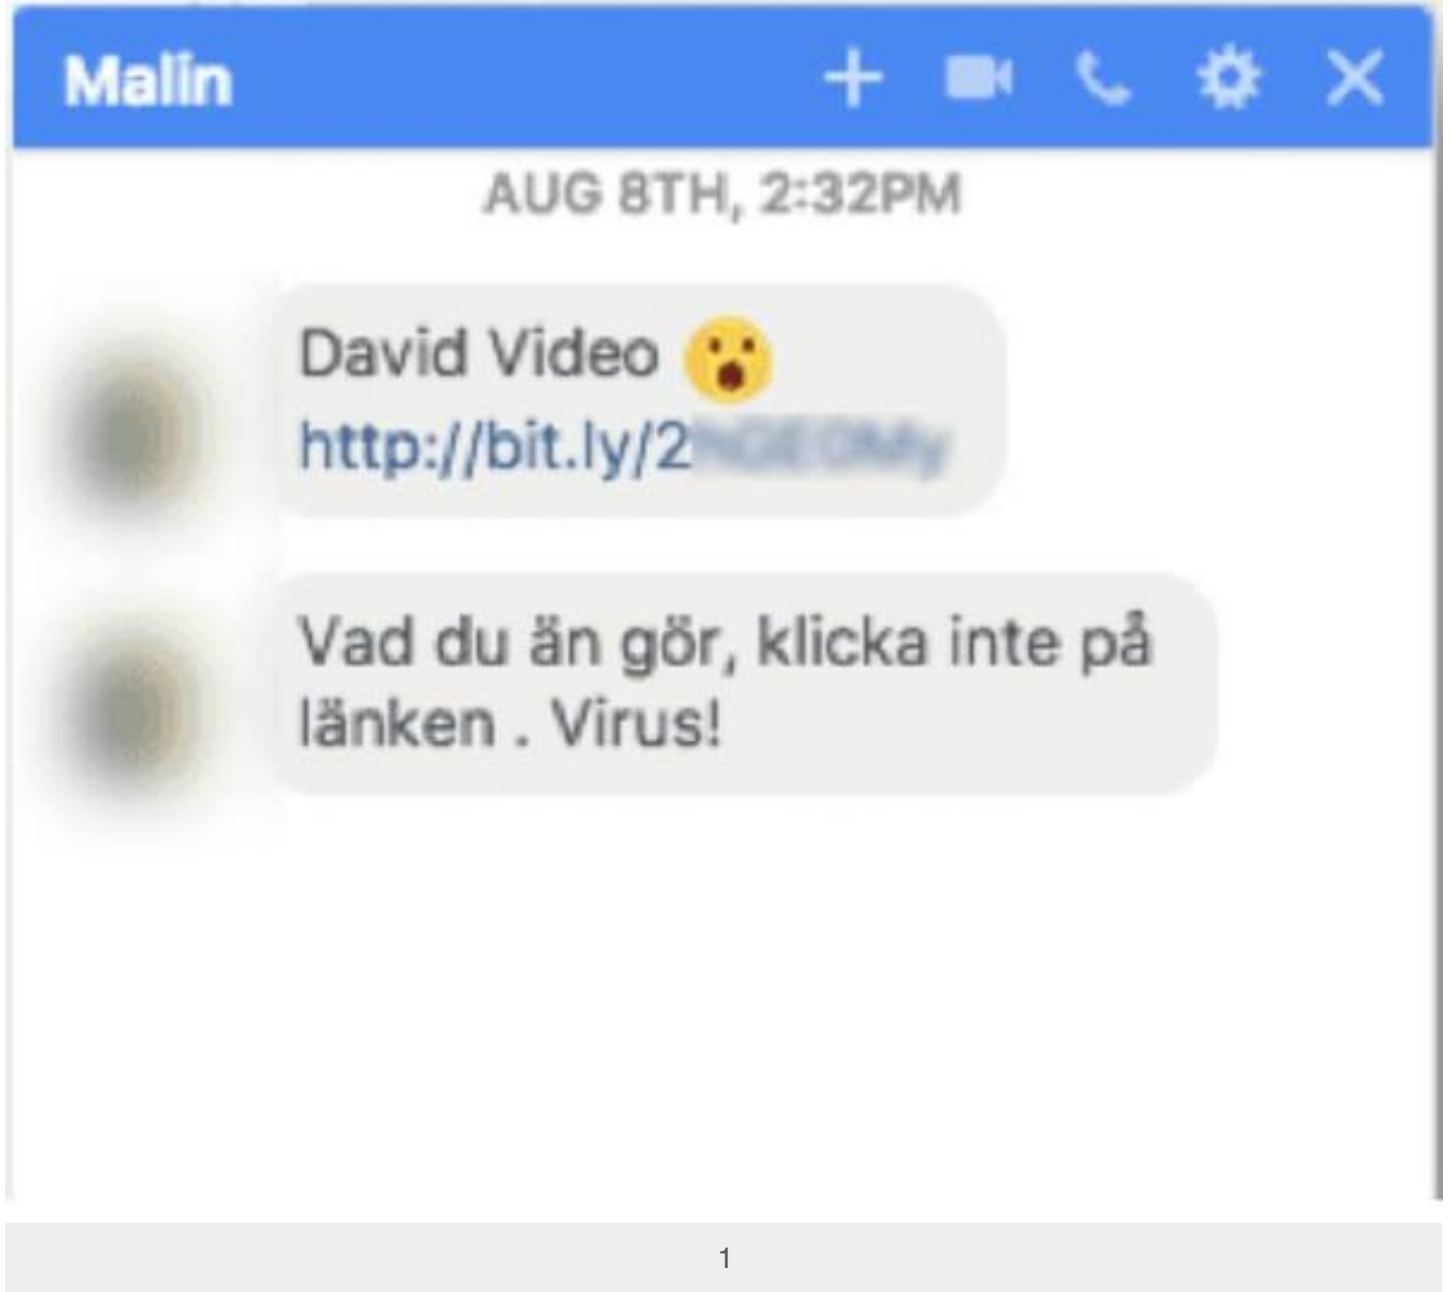 Malin
AUG 8TH, 2:32PM
David Video 😮
http://bit.ly/2
Vad du än gör, klicka inte på
länken . Virus!
1